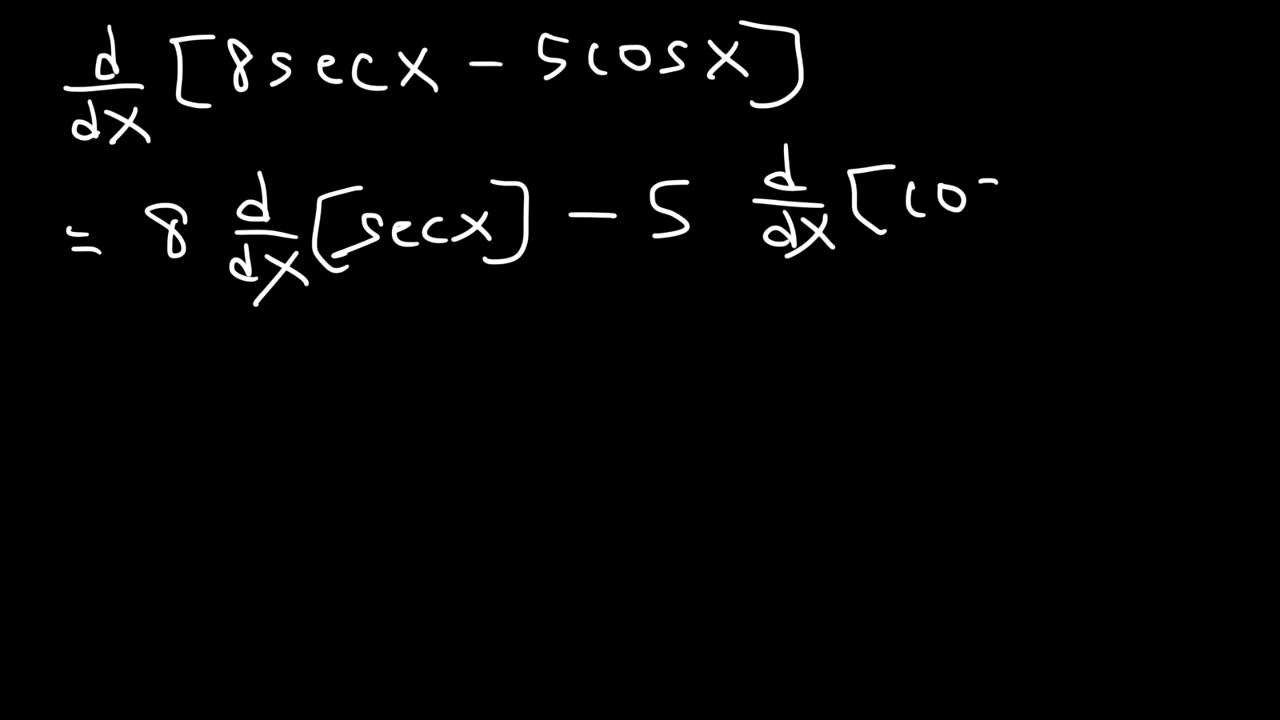 d/dx [8secx - 5cosx]
= 8 d/dx [secx] - 5 d/dx [co